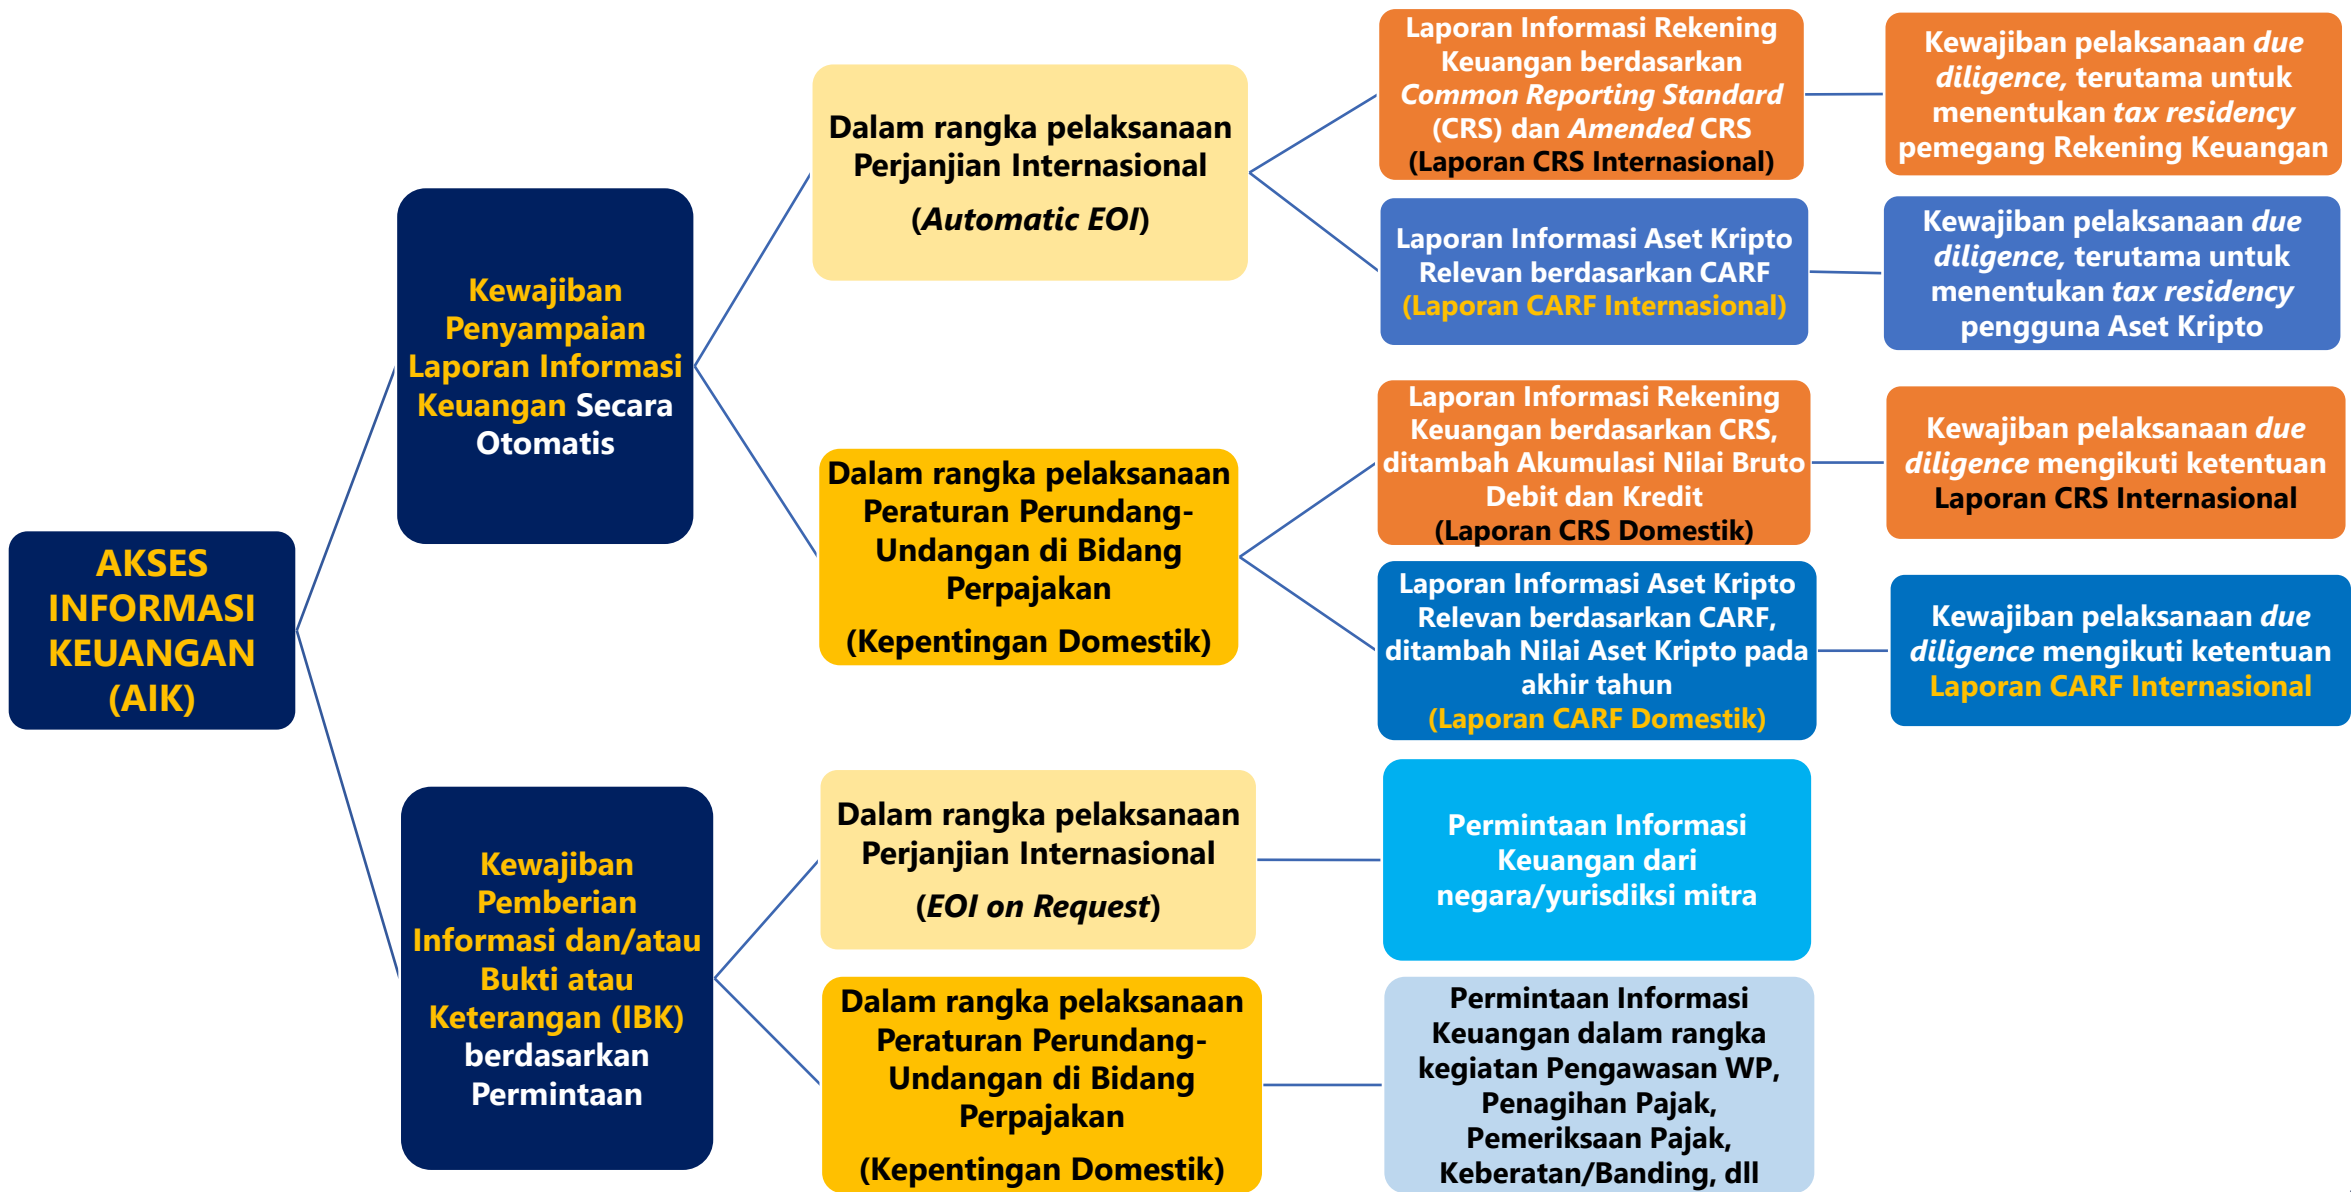 AKSES
INFORMASI
KEUANGAN
(AIK)
Kewajiban
Penyampaian
Laporan Informasi
Keuangan Secara
Otomatis
Dalam rangka pelaksanaan
Perjanjian Internasional
(Automatic EOI)
Laporan Informasi Rekening
Keuangan berdasarkan
Common Reporting Standard
(CRS) dan Amended CRS
(Laporan CRS Internasional)
Kewajiban pelaksanaan due
diligence, terutama untuk
menentukan tax residency
pemegang Rekening Keuangan
Laporan Informasi Aset Kripto
Relevan berdasarkan CARF
(Laporan CARF Internasional)
Kewajiban pelaksanaan due
diligence, terutama untuk
menentukan tax residency
pengguna Aset Kripto
Dalam rangka pelaksanaan
Peraturan Perundang-
Undangan di Bidang
Perpajakan
(Kepentingan Domestik)
Laporan Informasi Rekening
Keuangan berdasarkan CRS,
ditambah Akumulasi Nilai Bruto
Debit dan Kredit
(Laporan CRS Domestik)
Kewajiban pelaksanaan due
diligence mengikuti ketentuan
Laporan CRS Internasional
Laporan Informasi Aset Kripto
Relevan berdasarkan CARF,
ditambah Nilai Aset Kripto pada
akhir tahun
(Laporan CARF Domestik)
Kewajiban pelaksanaan due
diligence mengikuti ketentuan
Laporan CARF Internasional
Kewajiban
Pemberian
Informasi dan/atau
Bukti atau
Keterangan (IBK)
berdasarkan
Permintaan
Dalam rangka pelaksanaan
Perjanjian Internasional
(EOI on Request)
Permintaan Informasi
Keuangan dari
negara/yurisdiksi mitra
Dalam rangka pelaksanaan
Peraturan Perundang-
Undangan di Bidang
Perpajakan
(Kepentingan Domestik)
Permintaan Informasi
Keuangan dalam rangka
kegiatan Pengawasan WP,
Penagihan Pajak,
Pemeriksaan Pajak,
Keberatan/Banding, dll